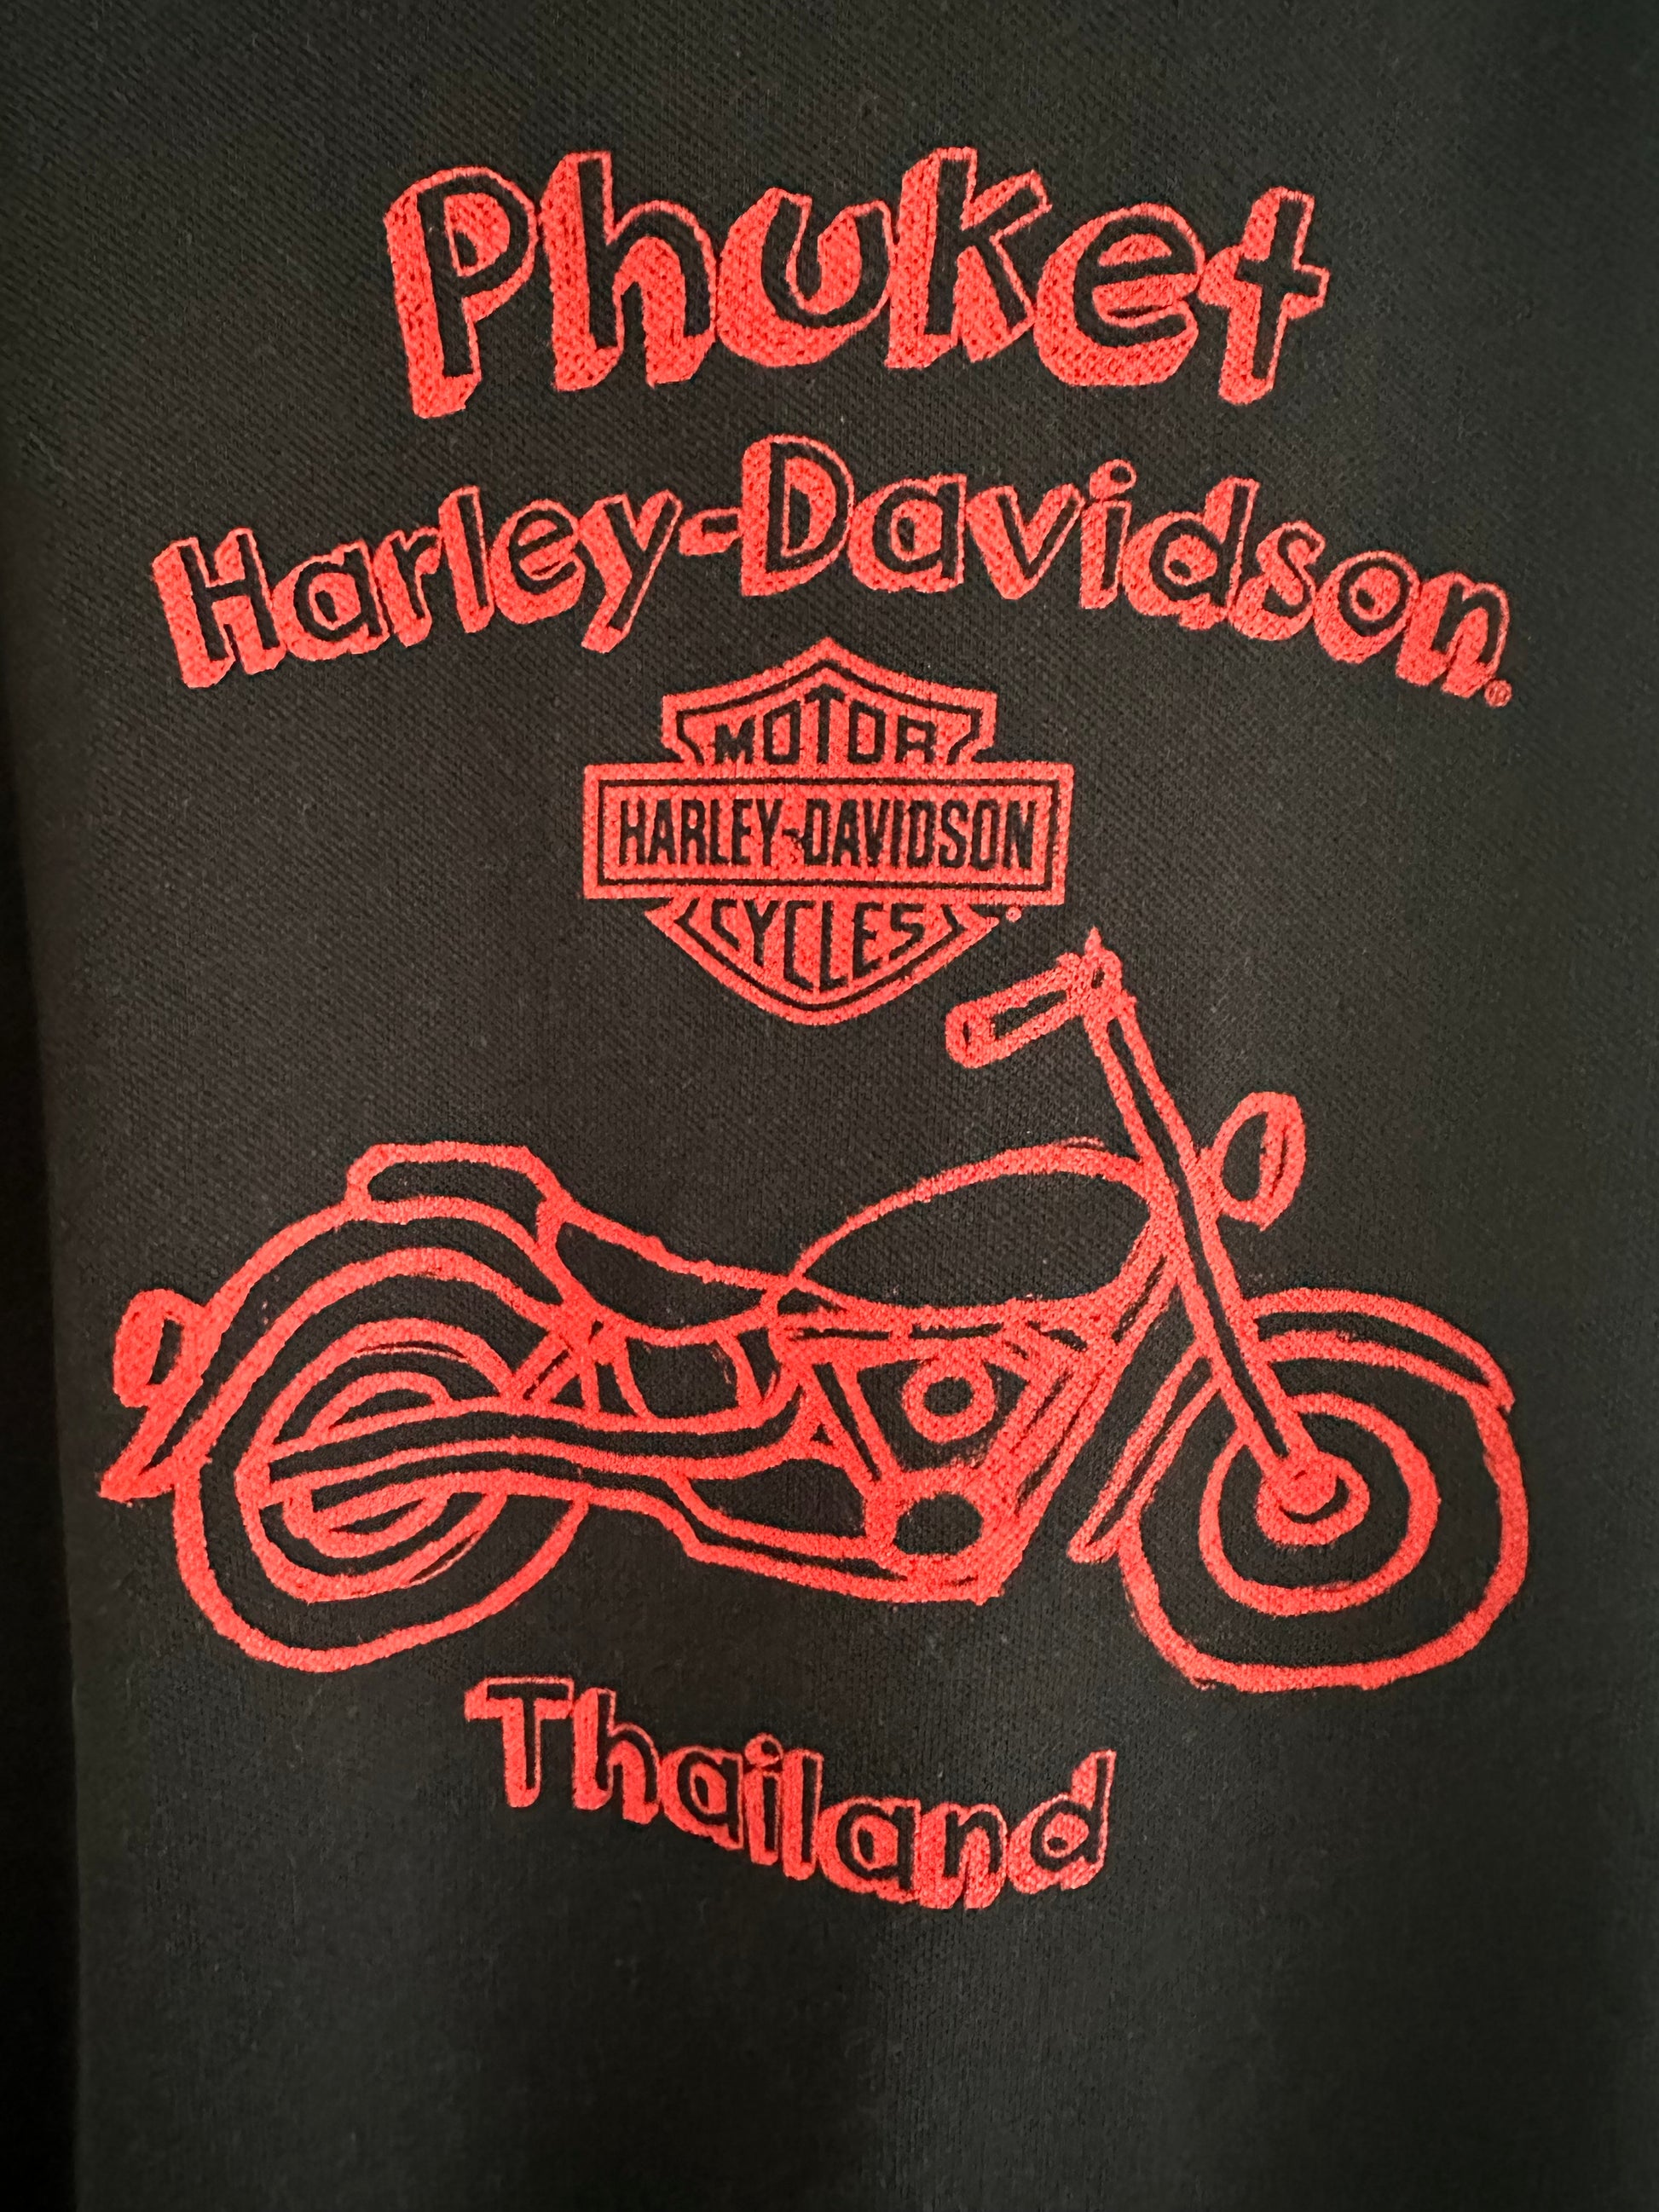 Phuket
Harley-Davidson®
MOTOR
HARLEY-DAVIDSON
CYCLES
Thailand